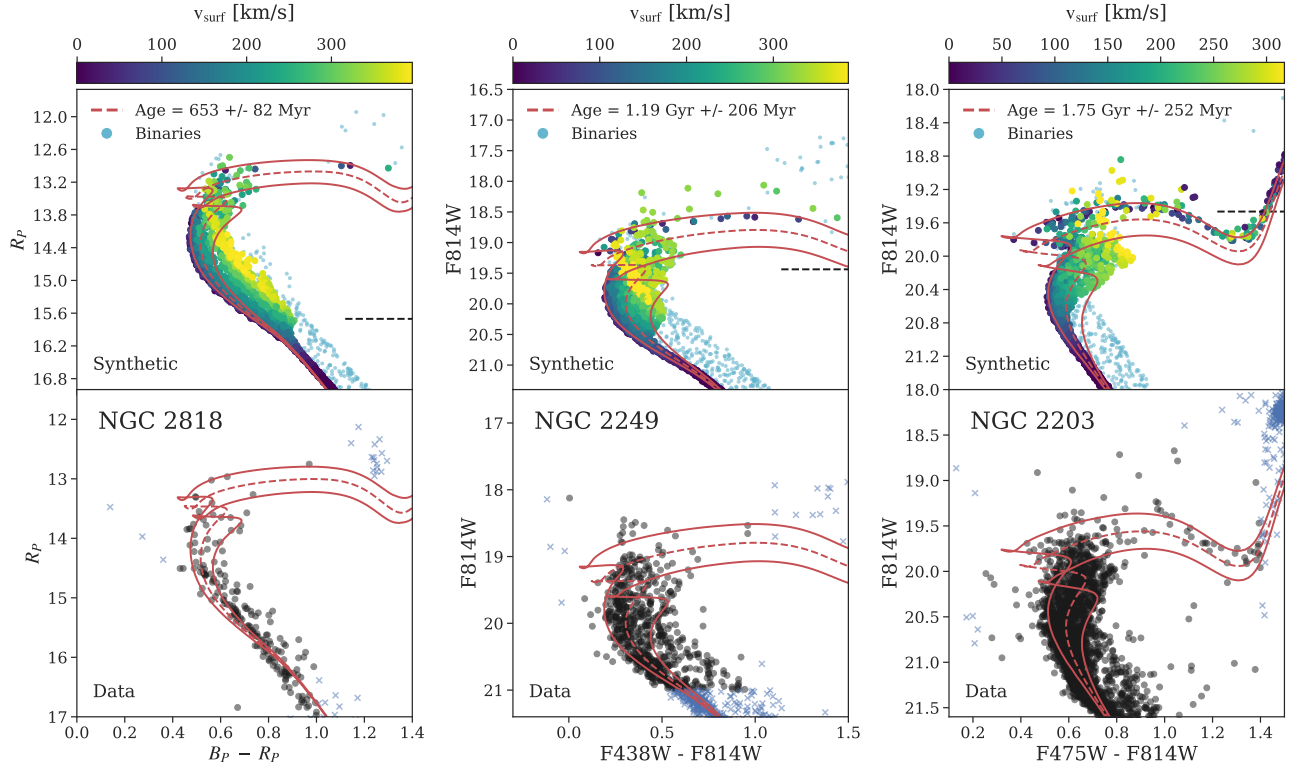 v_surf [km/s]
0 100 200 300
Age = 653 +/- 82 Myr
Binaries
12.0
12.6
13.2
13.8
14.4
15.0
15.6
16.2
16.8
R_P
Synthetic
NGC 2818
12
13
14
15
16
17
R_P
Data
0.0 0.2 0.4 0.6 0.8 1.0 1.2 1.4
B_P − R_P
v_surf [km/s]
0 100 200 300
Age = 1.19 Gyr +/- 206 Myr
Binaries
16.5
17.0
17.5
18.0
18.5
19.0
19.5
20.0
20.5
21.0
F814W
Synthetic
NGC 2249
17
18
19
20
21
F814W
Data
0.0 0.5 1.0 1.5
F438W - F814W
v_surf [km/s]
0 50 100 150 200 250 300
Age = 1.75 Gyr +/- 252 Myr
Binaries
18.0
18.4
18.8
19.2
19.6
20.0
20.4
20.8
21.2
F814W
Synthetic
NGC 2203
18.0
18.5
19.0
19.5
20.0
20.5
21.0
21.5
F814W
Data
0.2 0.4 0.6 0.8 1.0 1.2 1.4
F475W - F814W